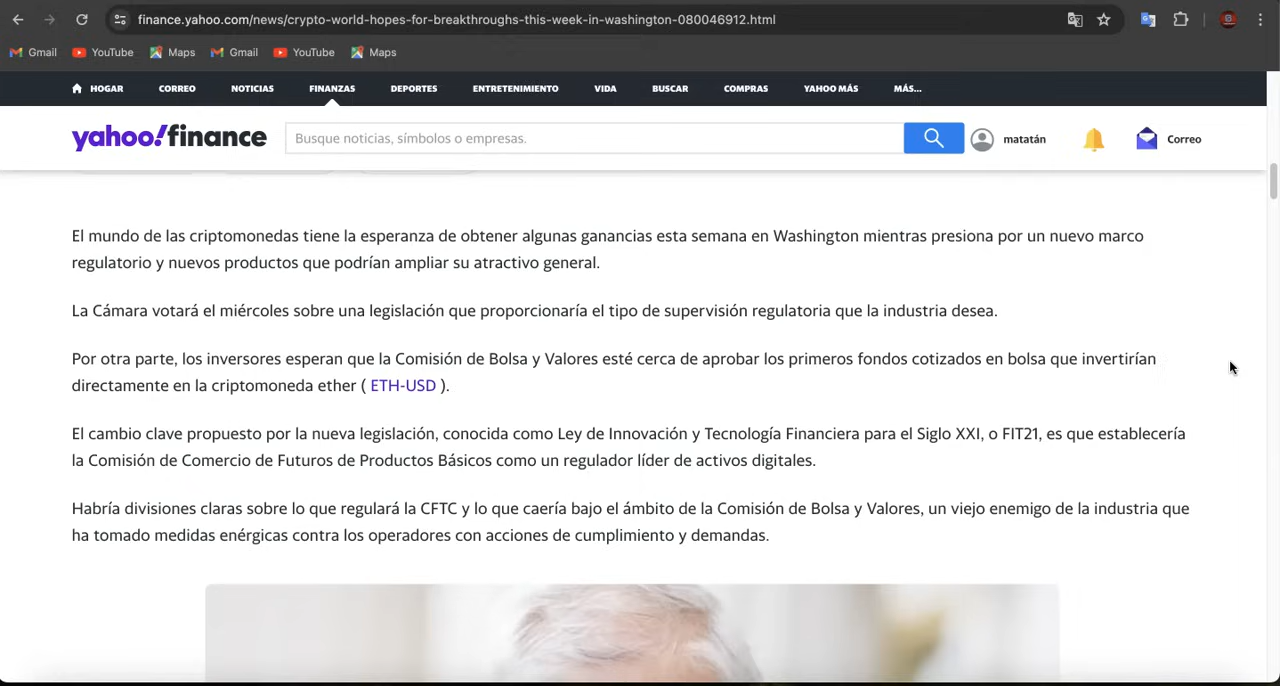 finance.yahoo.com/news/crypto-world-hopes-for-breakthroughs-this-week-in-washington-080046912.html
Gmail YouTube Maps Gmail YouTube Maps
HOGAR CORREO NOTICIAS FINANZAS DEPORTES ENTRETENIMIENTO VIDA BUSCAR COMPRAS YAHOO MÁS MÁS...
yahoo!finance Busque noticias, símbolos o empresas. matatán Correo
El mundo de las criptomonedas tiene la esperanza de obtener algunas ganancias esta semana en Washington mientras presiona por un nuevo marco
regulatorio y nuevos productos que podrían ampliar su atractivo general.
La Cámara votará el miércoles sobre una legislación que proporcionaría el tipo de supervisión regulatoria que la industria desea.
Por otra parte, los inversores esperan que la Comisión de Bolsa y Valores esté cerca de aprobar los primeros fondos cotizados en bolsa que invertirían
directamente en la criptomoneda ether ( ETH-USD ).
El cambio clave propuesto por la nueva legislación, conocida como Ley de Innovación y Tecnología Financiera para el Siglo XXI, o FIT21, es que establecería
la Comisión de Comercio de Futuros de Productos Básicos como un regulador líder de activos digitales.
Habría divisiones claras sobre lo que regulará la CFTC y lo que caería bajo el ámbito de la Comisión de Bolsa y Valores, un viejo enemigo de la industria que
ha tomado medidas enérgicas contra los operadores con acciones de cumplimiento y demandas.